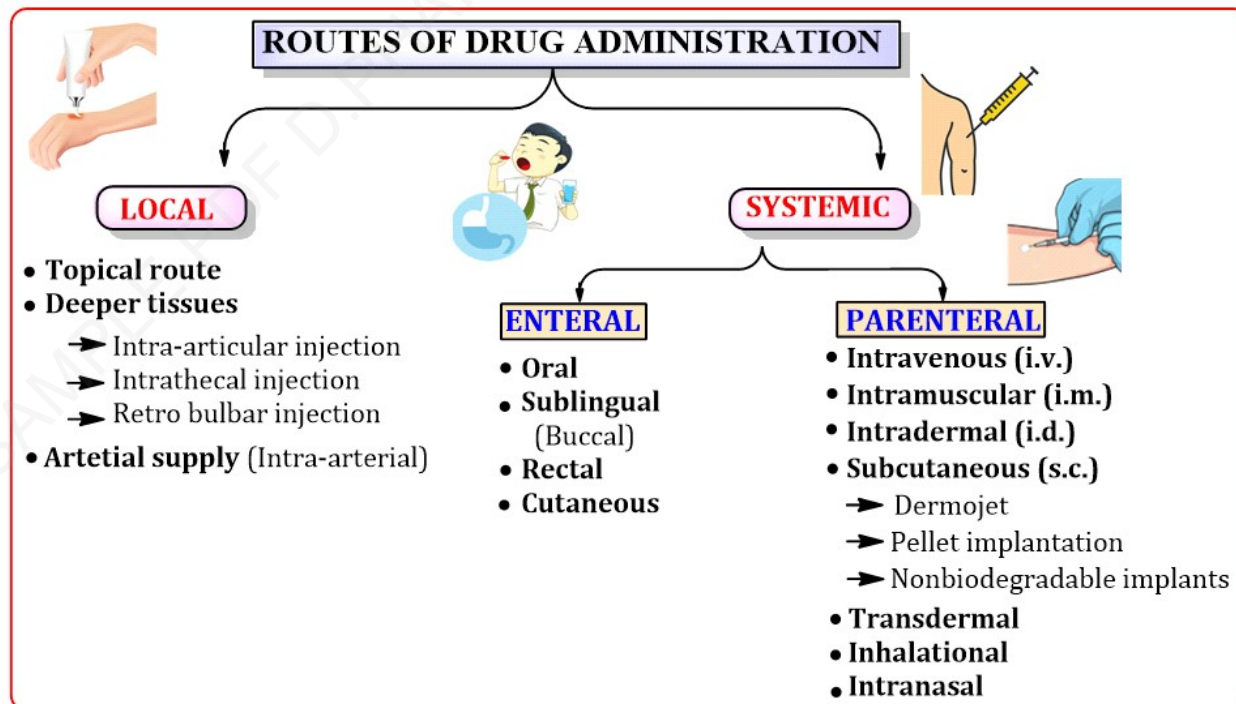 ROUTES OF DRUG ADMINISTRATION
LOCAL
• Topical route
• Deeper tissues
→ Intra-articular injection
→ Intrathecal injection
→ Retro bulbar injection
• Artetial supply (Intra-arterial)
SYSTEMIC
ENTERAL
• Oral
• Sublingual
(Buccal)
• Rectal
• Cutaneous
PARENTERAL
• Intravenous (i.v.)
• Intramuscular (i.m.)
• Intradermal (i.d.)
• Subcutaneous (s.c.)
→ Dermojet
→ Pellet implantation
→ Nonbiodegradable implants
• Transdermal
• Inhalational
• Intranasal